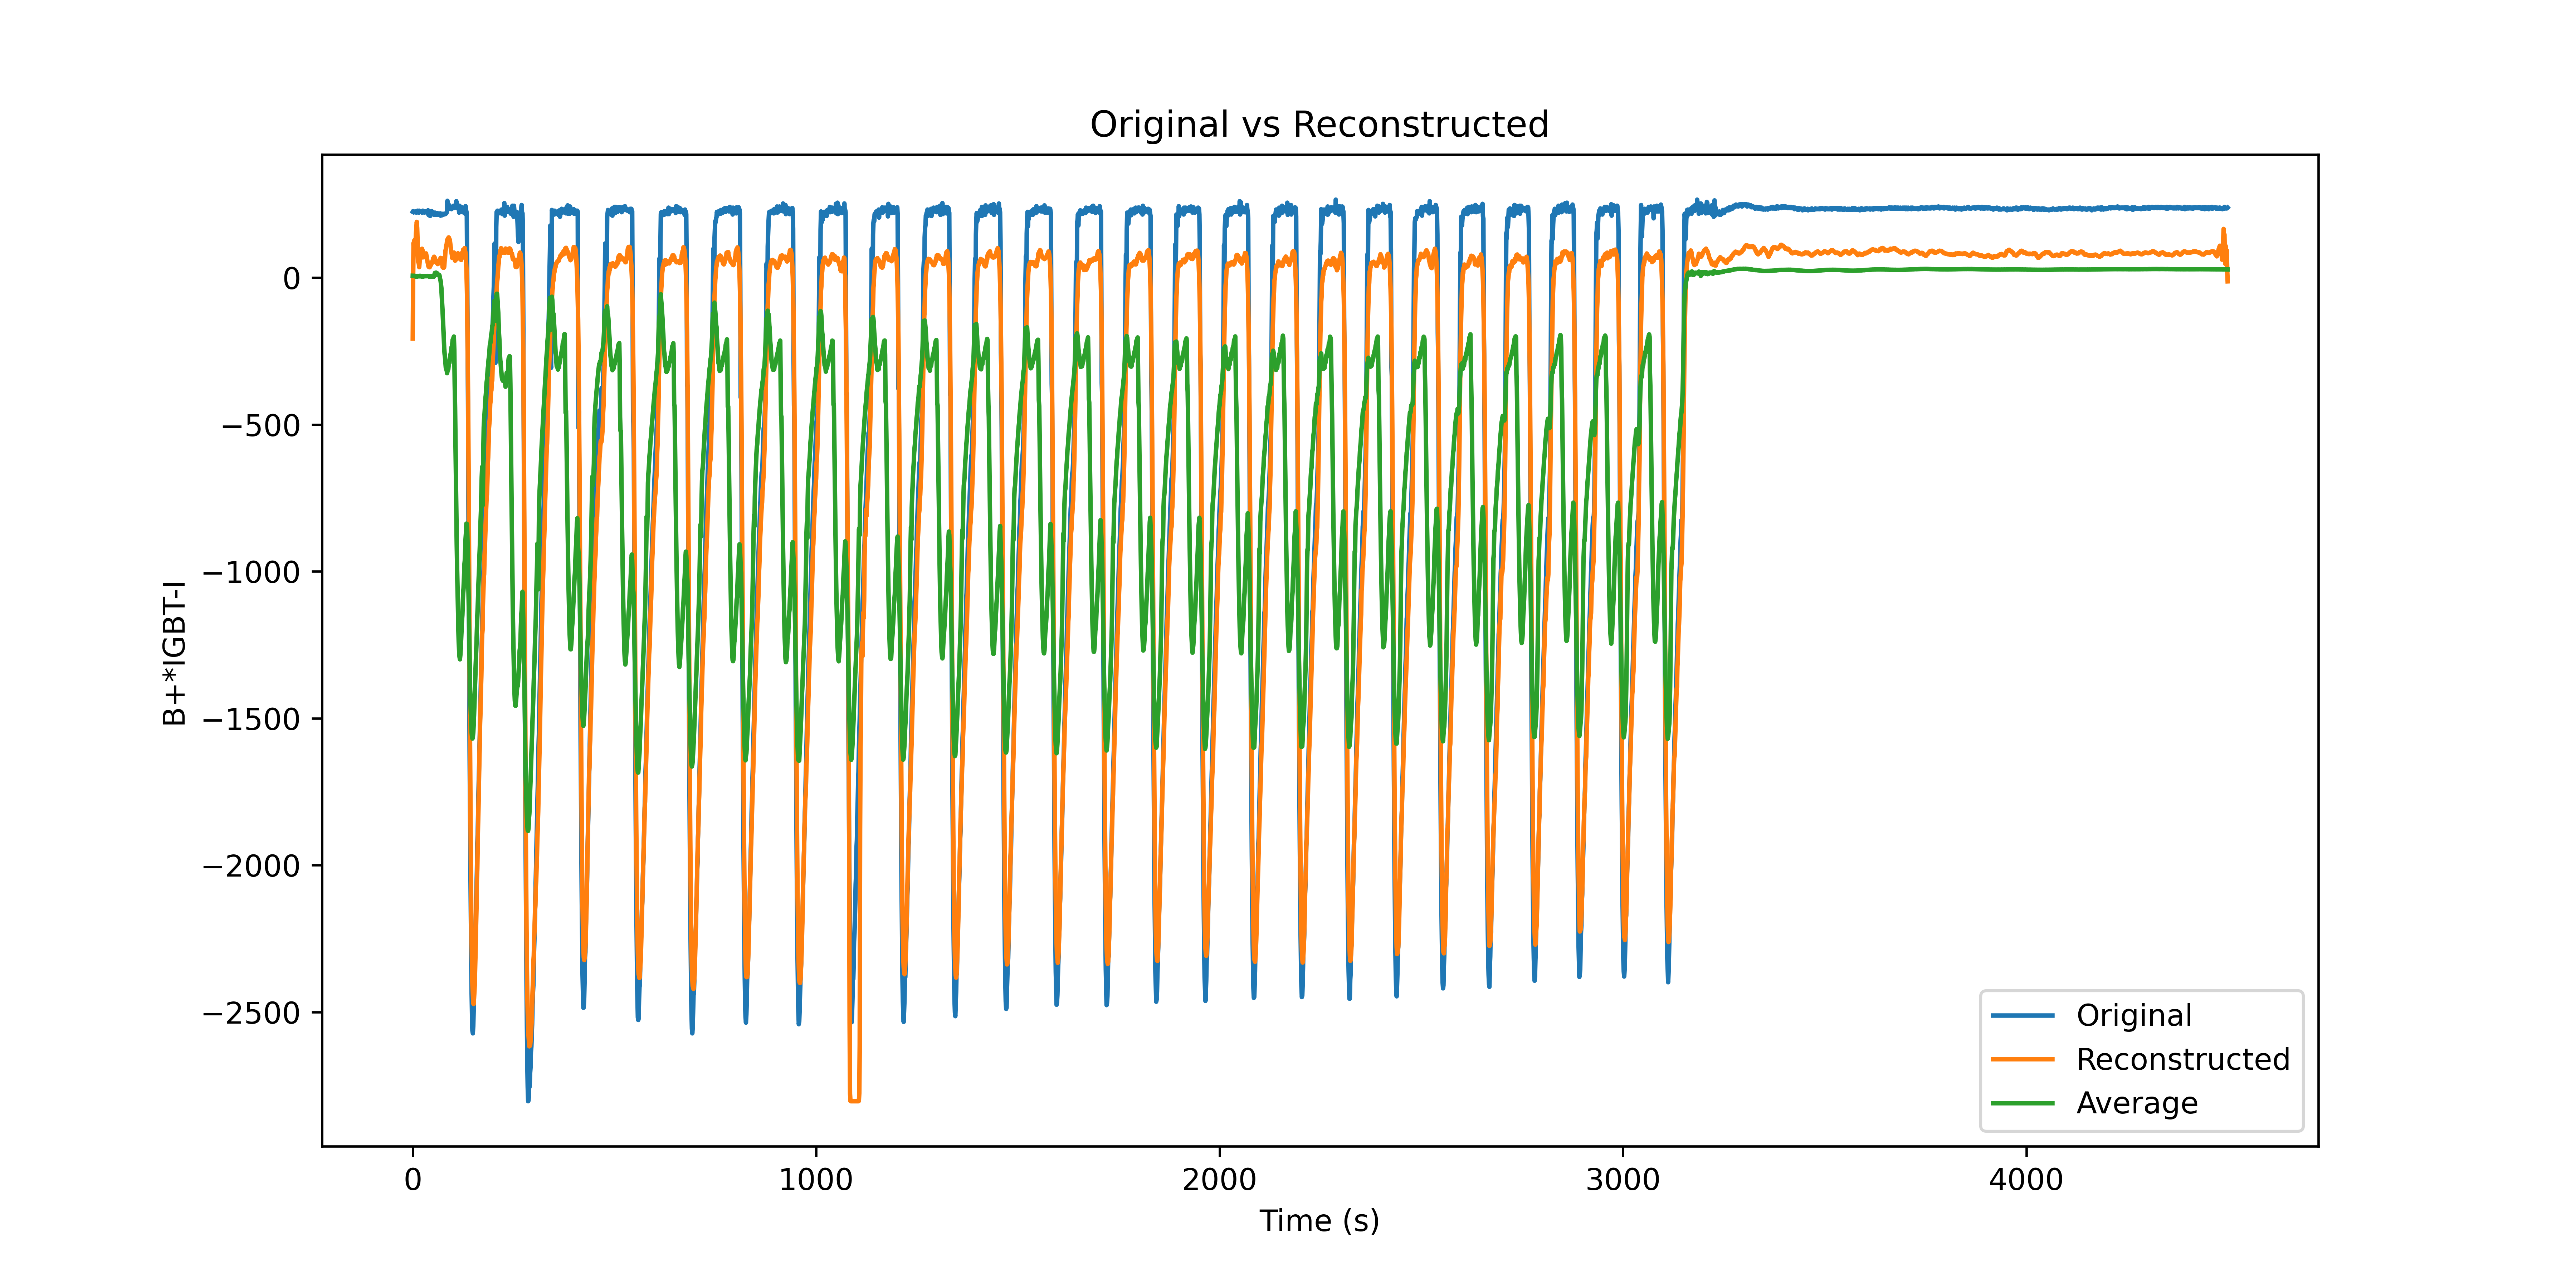 Original vs Reconstructed
B+*IGBT-I
0
−500
−1000
−1500
−2000
−2500
0 1000 2000 3000 4000
Time (s)
Original
Reconstructed
Average